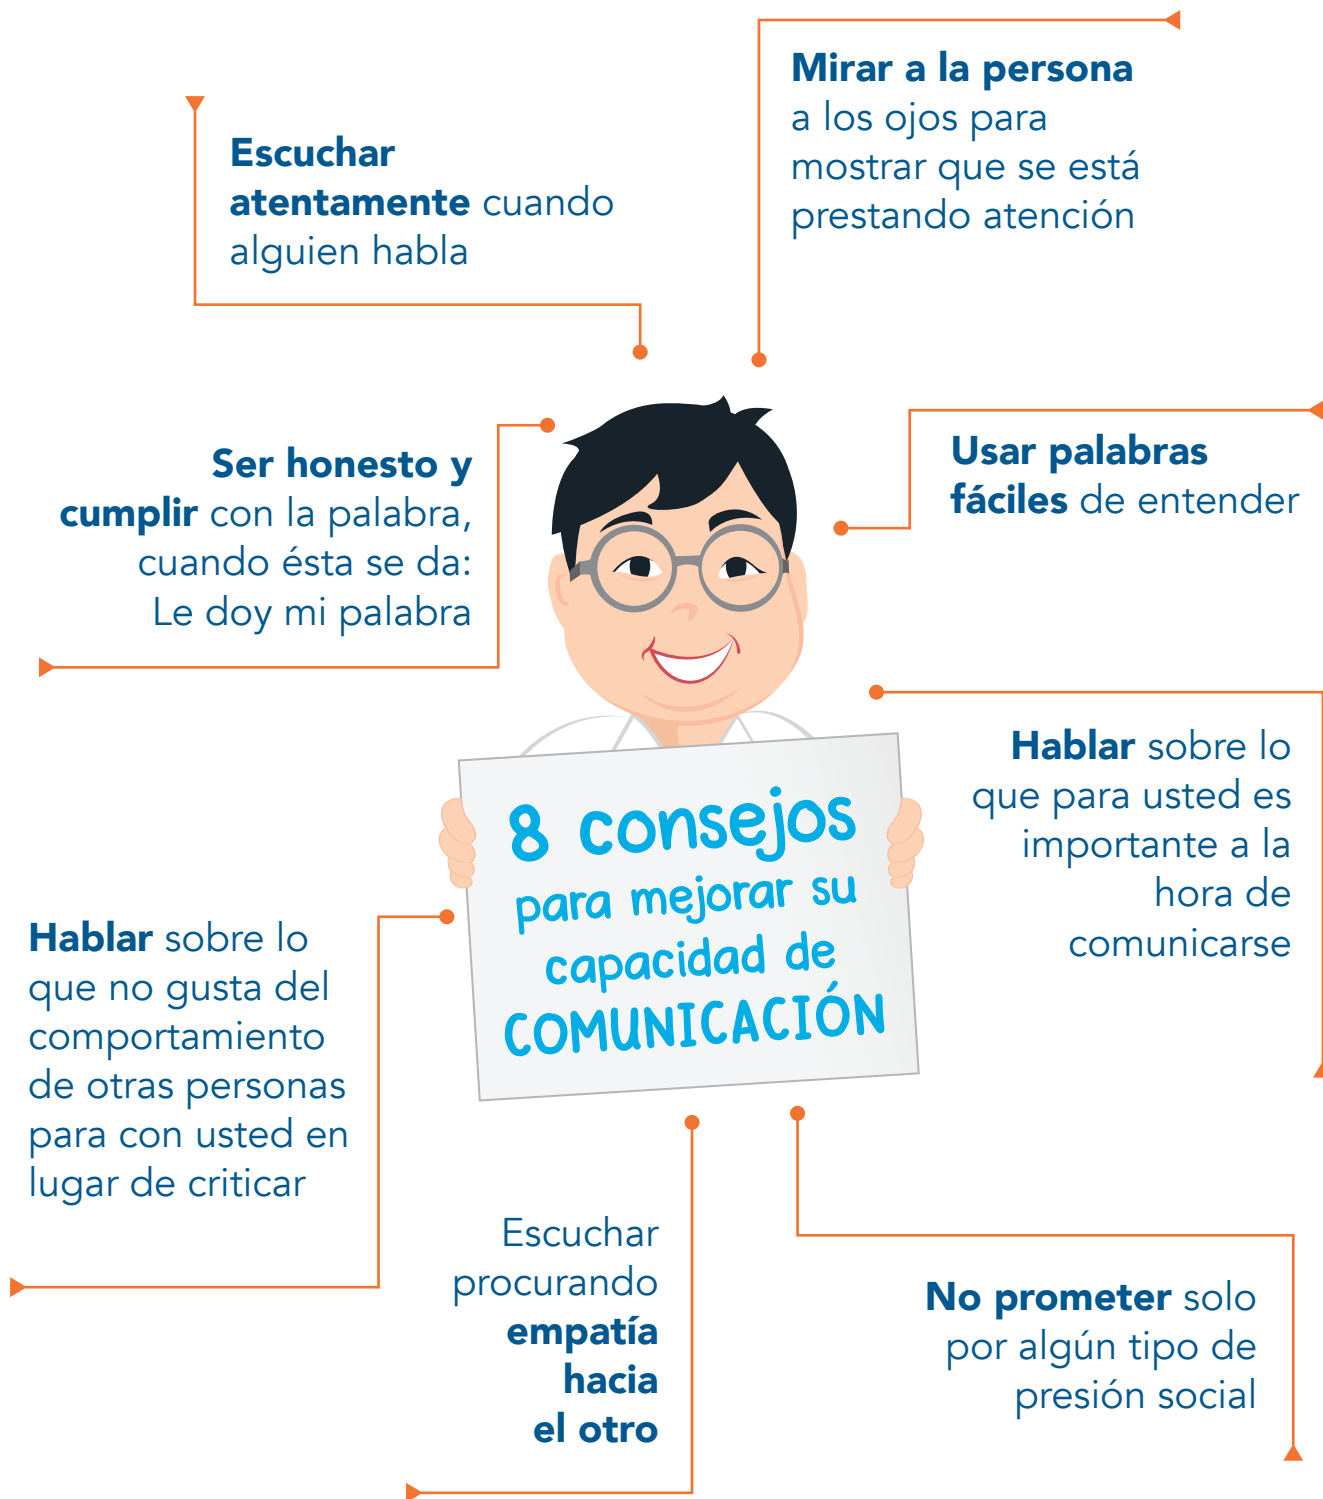 Mirar a la persona
a los ojos para
mostrar que se está
prestando atención
Escuchar
atentamente cuando
alguien habla
Ser honesto y
cumplir con la palabra,
cuando ésta se da:
Le doy mi palabra
Usar palabras
fáciles de entender
Hablar sobre lo
que para usted es
importante a la
hora de
comunicarse
8 consejos
para mejorar su
capacidad de
COMUNICACIÓN
Hablar sobre lo
que no gusta del
comportamiento
de otras personas
para con usted en
lugar de criticar
Escuchar
procurando
empatía
hacia
el otro
No prometer solo
por algún tipo de
presión social